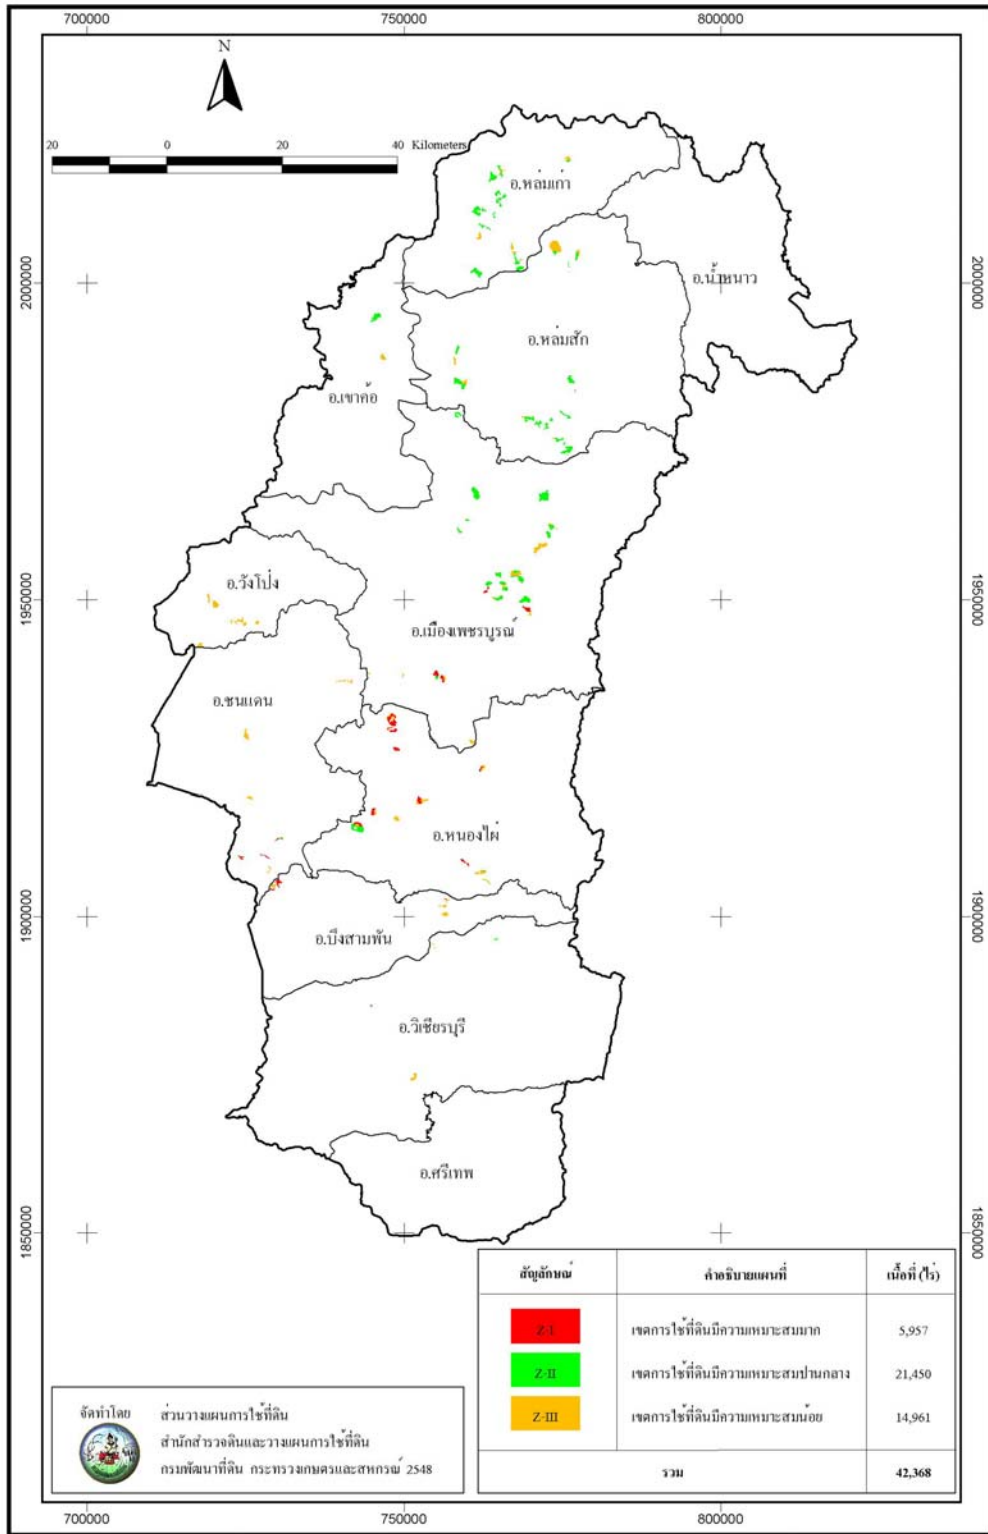 700000 750000 800000
N
20 0 20 40 Kilometers
อ.หล่มเก่า
อ.น้ำหนาว
2000000 2000000
อ.หล่มสัก
อ.เขาค้อ
อ.วังโป่ง
1950000 1950000
อ.เมืองเพชรบูรณ์
อ.ชนแดน
อ.หนองไผ่
1900000 1900000
อ.บึงสามพัน
อ.วิเชียรบุรี
อ.ศรีเทพ
1850000 1850000
สัญลักษณ์ คำอธิบายแผนที่ เนื้อที่ (ไร่)
Z-I เขตการใช้ที่ดินมีความเหมาะสมมาก 5,957
Z-II เขตการใช้ที่ดินมีความเหมาะสมปานกลาง 21,450
Z-III เขตการใช้ที่ดินมีความเหมาะสมน้อย 14,961
รวม 42,368
จัดทำโดย ส่วนวางแผนการใช้ที่ดิน
สำนักสำรวจดินและวางแผนการใช้ที่ดิน
กรมพัฒนาที่ดิน กระทรวงเกษตรและสหกรณ์ 2548
700000 750000 800000